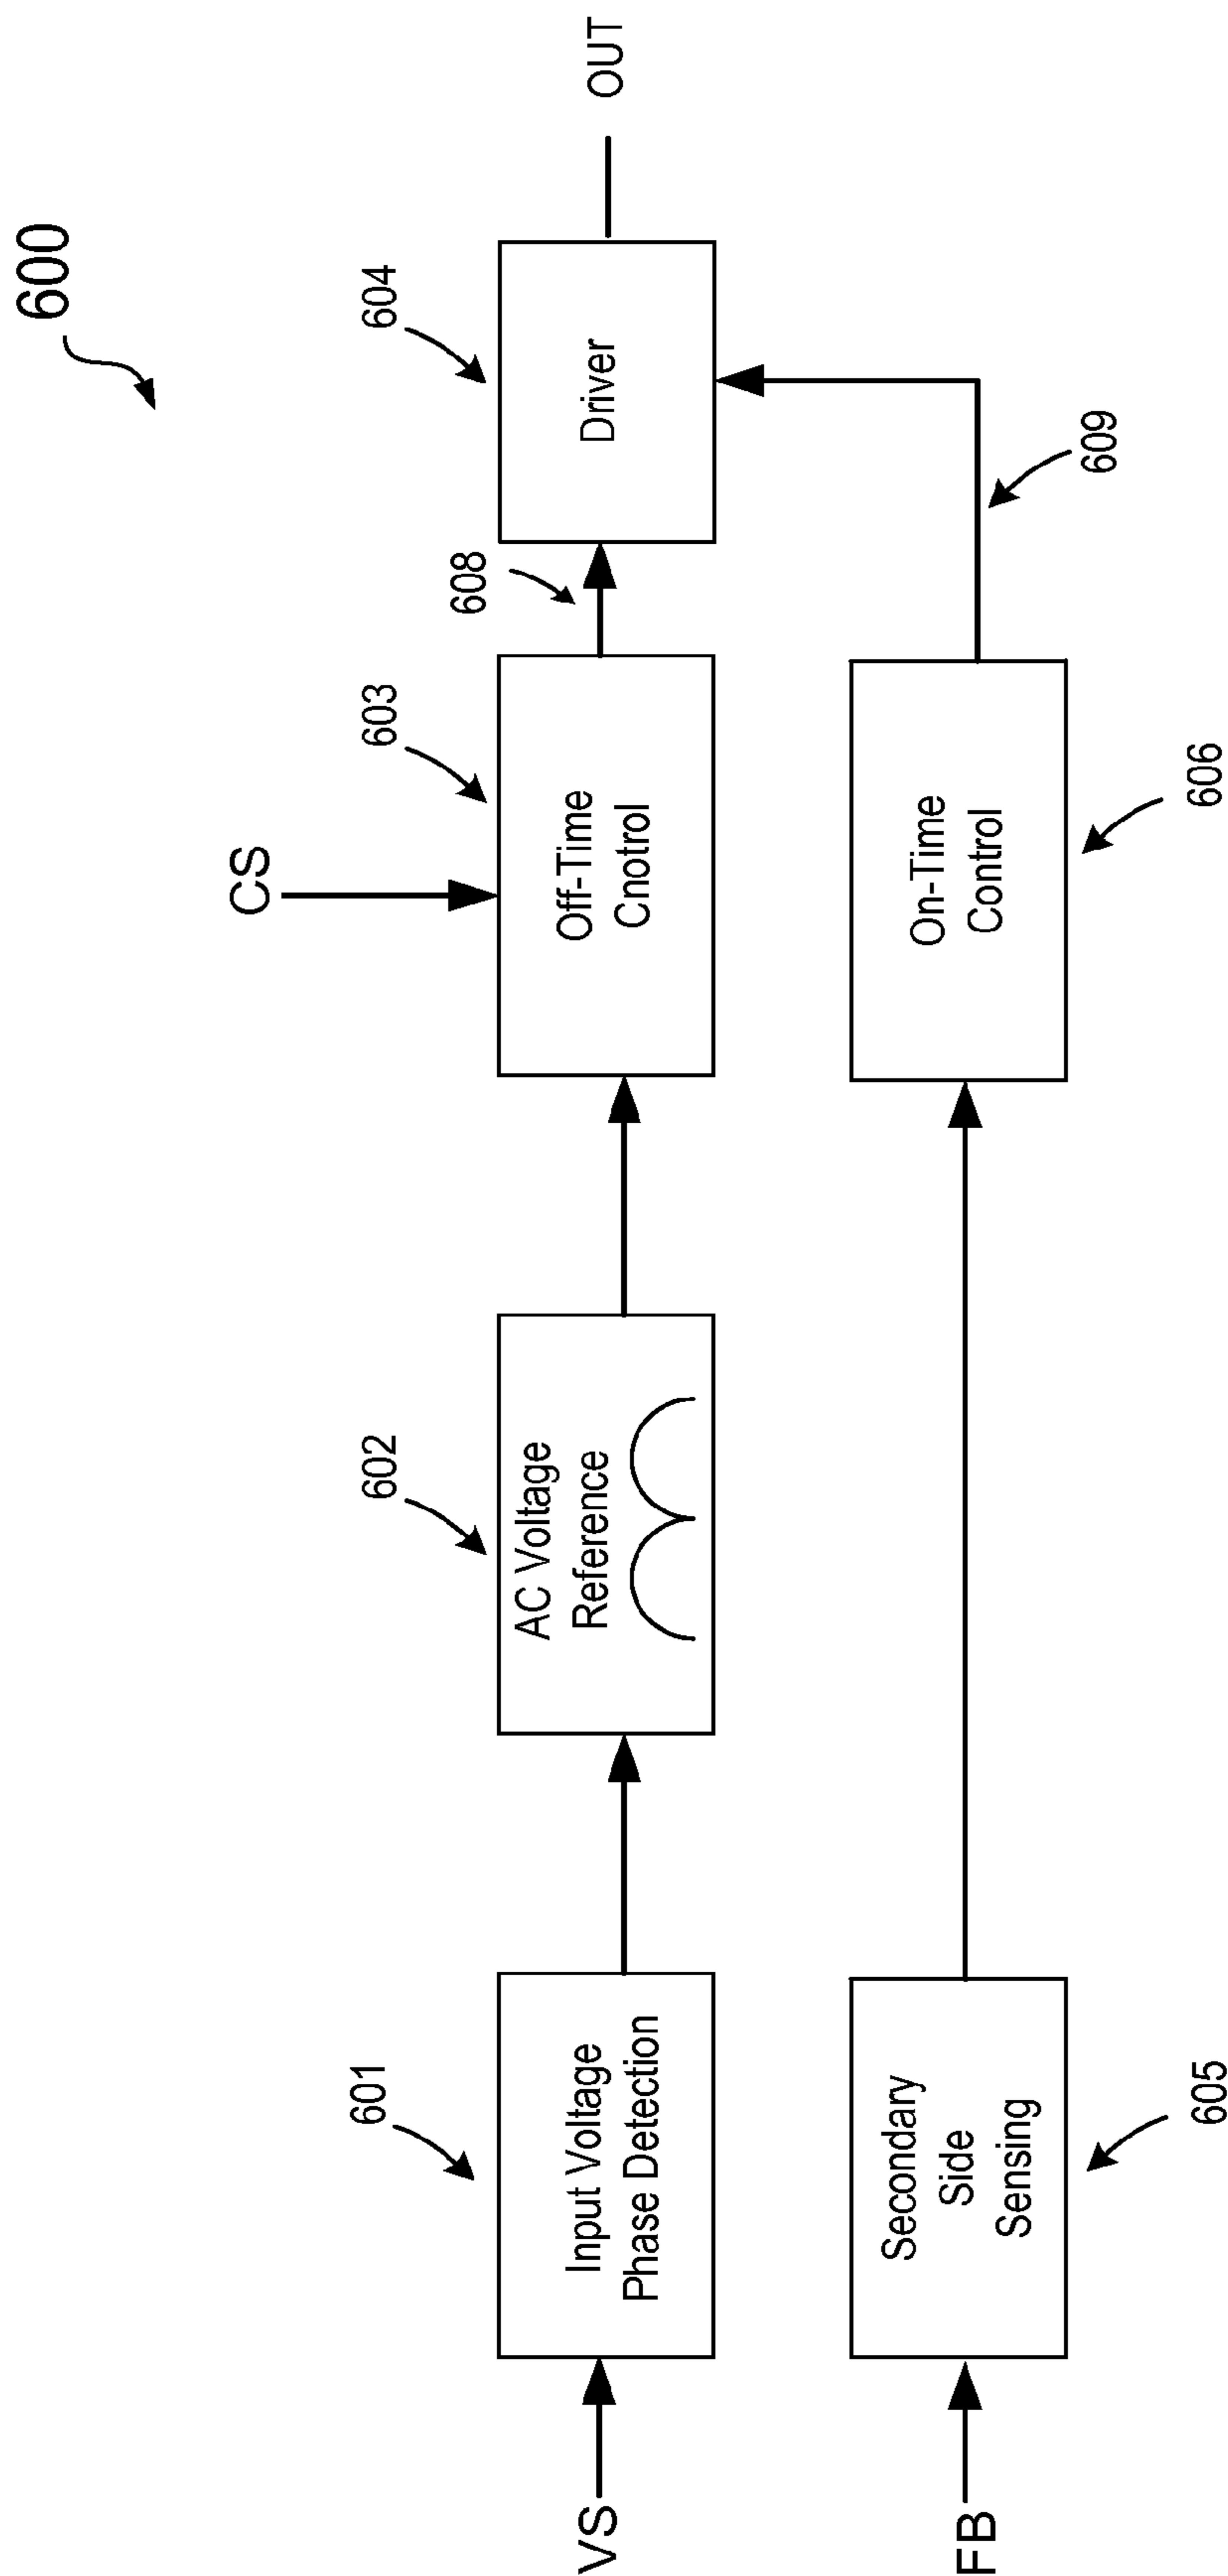 600
CS
601
602
603
604
VS
Input Voltage
Phase Detection
AC Voltage
Reference
Off-Time
Cnotrol
608
Driver
OUT
FB
Secondary
Side
Sensing
On-Time
Control
609
605
606